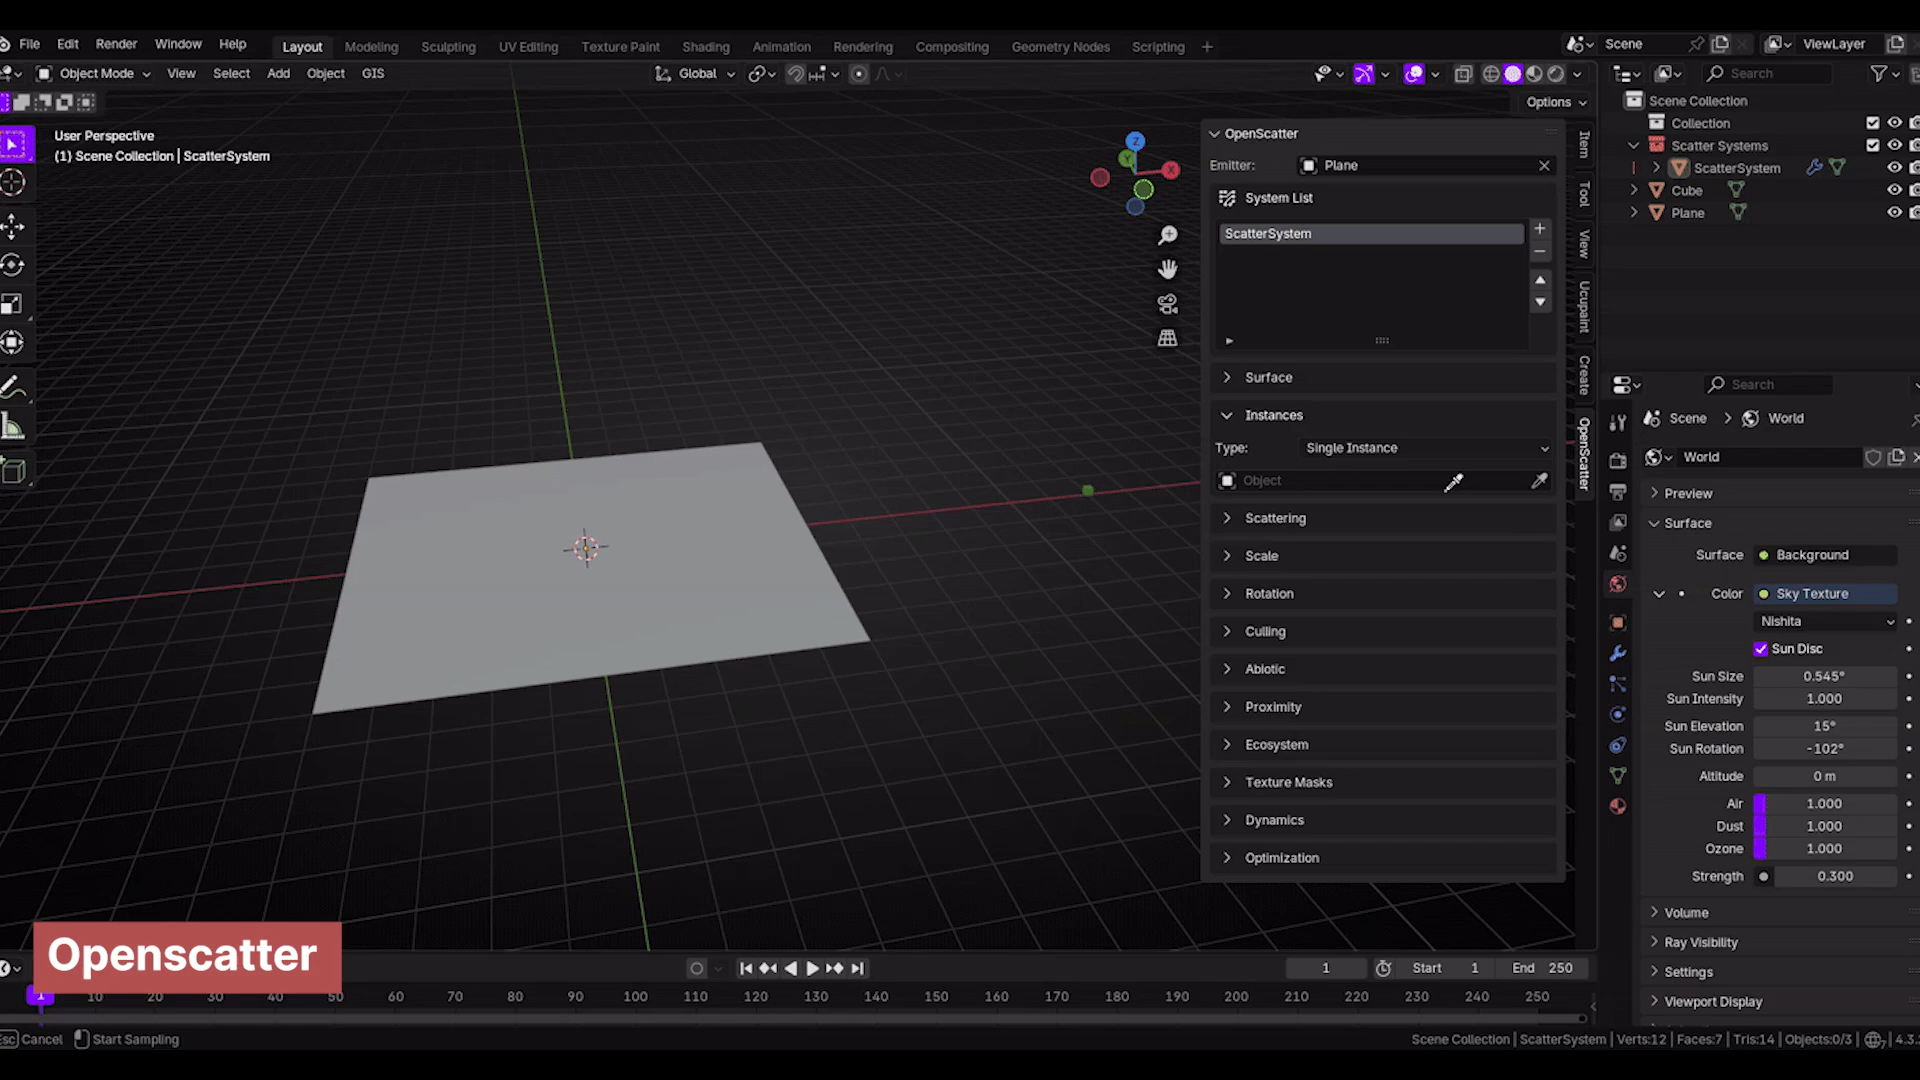 File Edit Render Window Help Layout Modeling Sculpting UV Editing Texture Paint Shading Animation Rendering Compositing Geometry Nodes Scripting + Scene ViewLayer
Object Mode View Select Add Object GIS Global Search
Options
User Perspective
(1) Scene Collection | ScatterSystem
Z
Y
X
OpenScatter
Emitter: Plane
System List
ScatterSystem
Surface
Instances
Type: Single Instance
Object
Scattering
Scale
Rotation
Culling
Abiotic
Proximity
Ecosystem
Texture Masks
Dynamics
Optimization
Item
Tool
View
Ucupaint
Create
OpenScatter
Scene Collection
Collection
Scatter Systems
ScatterSystem
Cube
Plane
Search
Scene > World
World
Preview
Surface
Surface Background
Color Sky Texture
Nishita
Sun Disc
Sun Size 0.545°
Sun Intensity 1.000
Sun Elevation 15°
Sun Rotation -102°
Altitude 0 m
Air 1.000
Dust 1.000
Ozone 1.000
Strength 0.300
Volume
Ray Visibility
Settings
Viewport Display
Openscatter
1 Start 1 End 250
1 10 20 30 40 50 60 70 80 90 100 110 120 130 140 150 160 170 180 190 200 210 220 230 240 250
Esc Cancel Start Sampling
Scene Collection | ScatterSystem | Verts:12 | Faces:7 | Tris:14 | Objects:0/3 | 4.3.